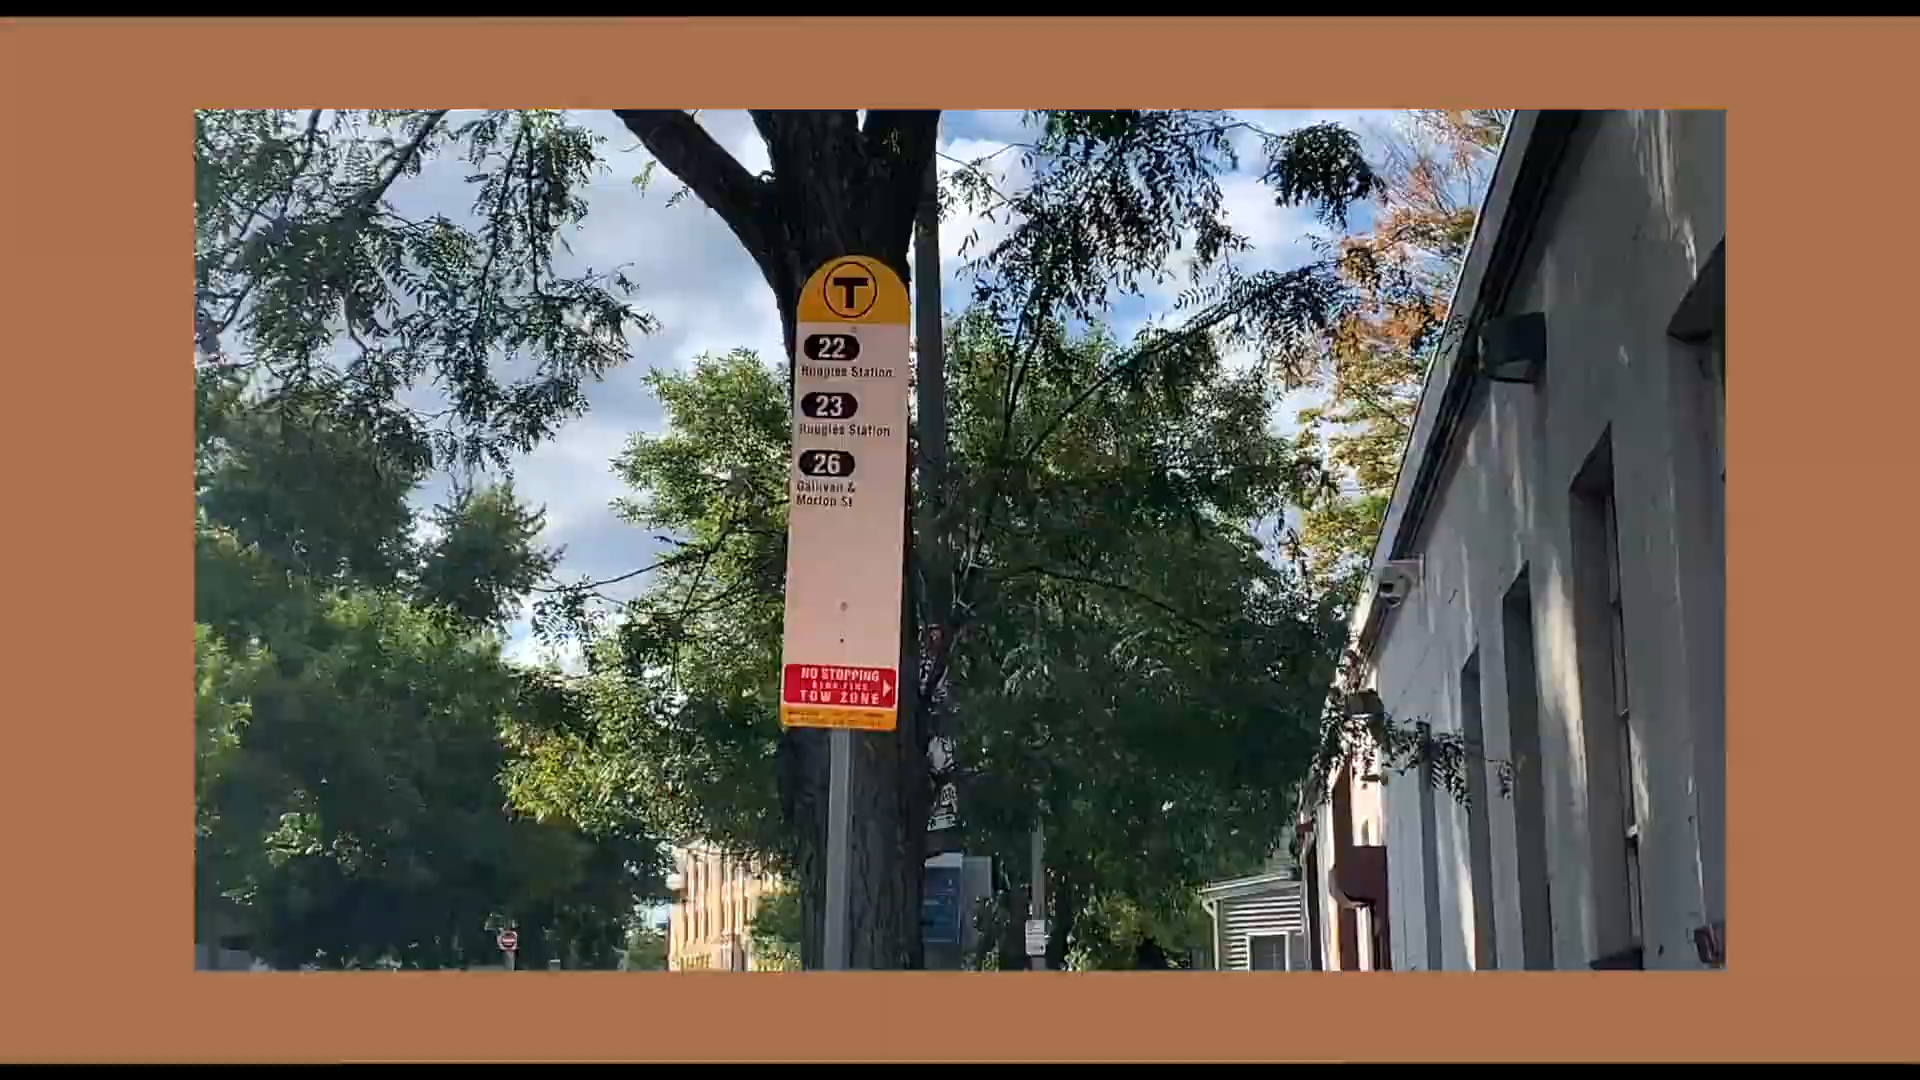 T
22
Ruggles Station
23
Ruggles Station
26
Gallivan &
Morton St
NO STOPPING
TOW ZONE